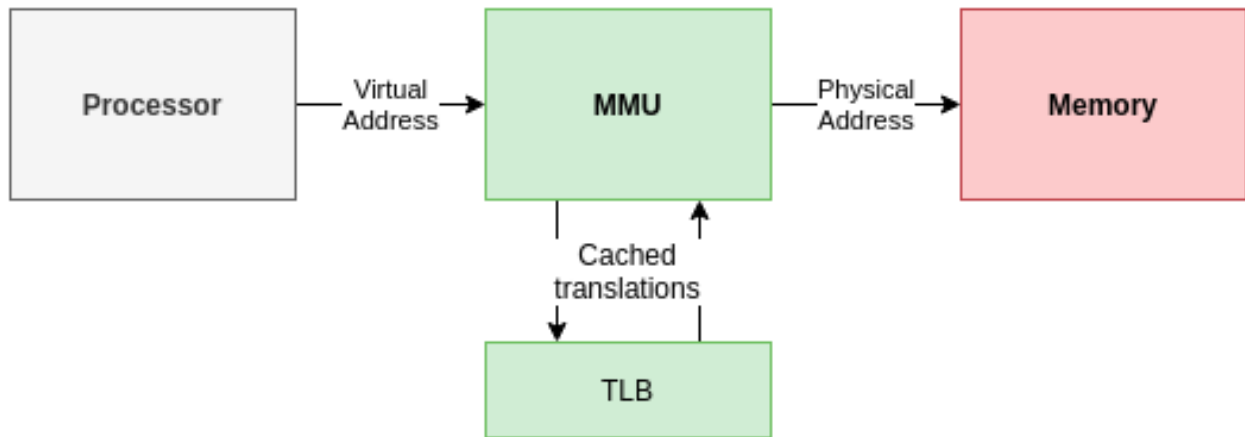 Processor
Virtual
Address
MMU
Physical
Address
Memory
Cached
translations
TLB